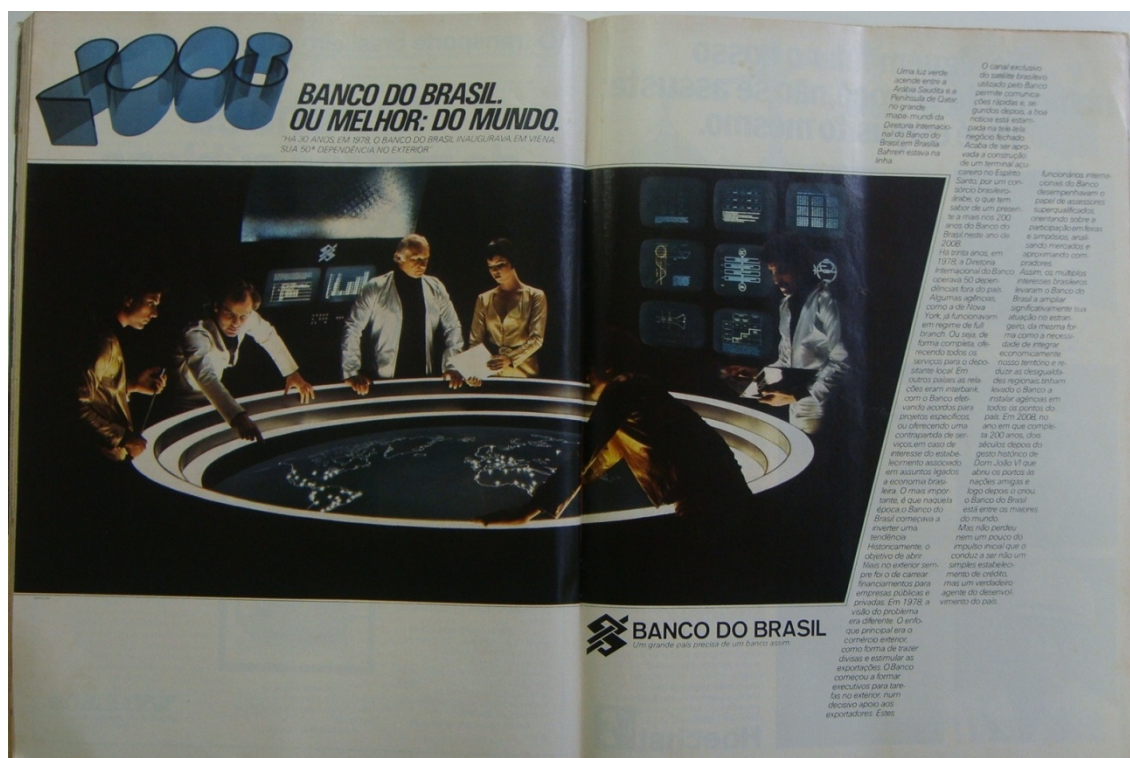 BANCO DO BRASIL.
OU MELHOR: DO MUNDO.
"HÁ 30 ANOS, EM 1978, O BANCO DO BRASIL INAUGURAVA, EM VIENA,
SUA 50ª DEPENDÊNCIA NO EXTERIOR"
Uma luz verde
acende entre a
Arábia Saudita e a
Península de Qatar
no grande
mapa-mundi da
Diretoria Internacio-
nal do Banco do
Brasil em Brasília
Bahrein estava na
linha.
O canal exclusivo
do satélite brasileiro
utilizado pelo Banco
permite comunica-
ções rápidas e, se-
gundos depois, a boa
notícia está estam-
pada na tele tela
negócio fechado.
Acaba de ser apro-
vada a construção
de um terminal açu-
careiro no Espírito
Santo, por um con-
sórcio brasileiro-
árabe, o que tem
sabor de um presen-
te a mais nos 200
anos do Banco do
Brasil, neste ano de
2008.
Há trinta anos, em
1978, a Diretoria
Internacional do Banco
operava 50 depen-
dências fora do país.
Algumas agências,
como a de Nova
York, já funcionavam
em regime de full
branch. Ou seja, de
forma completa, ofe-
recendo todos os
serviços para o depo-
sitante local. Em
outros países as rela-
ções eram interbank,
com o Banco efeti-
vando acordos para
projetos específicos,
ou oferecendo uma
contrapartida de ser-
viços, em caso de
interesse do estabe-
lecimento associado
em assuntos ligados
a economia brasi-
leira. O mais impor-
tante, é que naquela
época, o Banco do
Brasil começava a
inverter uma
tendência
Historicamente, o
objetivo de abrir
filiais no exterior sem-
pre foi o de carrear
financiamentos para
empresas públicas e
privadas. Em 1978, a
visão do problema
era diferente. O enfo-
que principal era o
comércio exterior,
como forma de trazer
divisas e estimular as
exportações. O Banco
começou a formar
executivos para tare-
fas no exterior, num
decisivo apoio aos
exportadores. Estes
funcionários interna-
cionais do Banco
desempenhavam o
papel de assessores
superqualificados,
orientando sobre a
participação em feiras
e simpósios, anali-
sando mercados e
aproximando com-
pradores.
Assim, os múltiplos
interesses brasileiros
levaram o Banco do
Brasil a ampliar
significativamente sua
atuação no estran-
geiro, da mesma for-
ma como a necessi-
dade de integrar
economicamente
nosso território e re-
duzir as desigualda-
des regionais, tinham
levado o Banco a
instalar agências em
todos os pontos do
país. Em 2008, no
ano em que comple-
ta 200 anos, dois
séculos depois do
gesto histórico de
Dom João VI que
abriu os portos às
nações amigas e
logo depois o criou,
o Banco do Brasil
está entre os maiores
do mundo.
Mas não perdeu
nem um pouco do
impulso inicial que o
conduz a ser não um
simples estabeleci-
mento de crédito,
mas um verdadeiro
agente do desenvol-
vimento do país.
BANCO DO BRASIL
Um grande país precisa de um banco assim